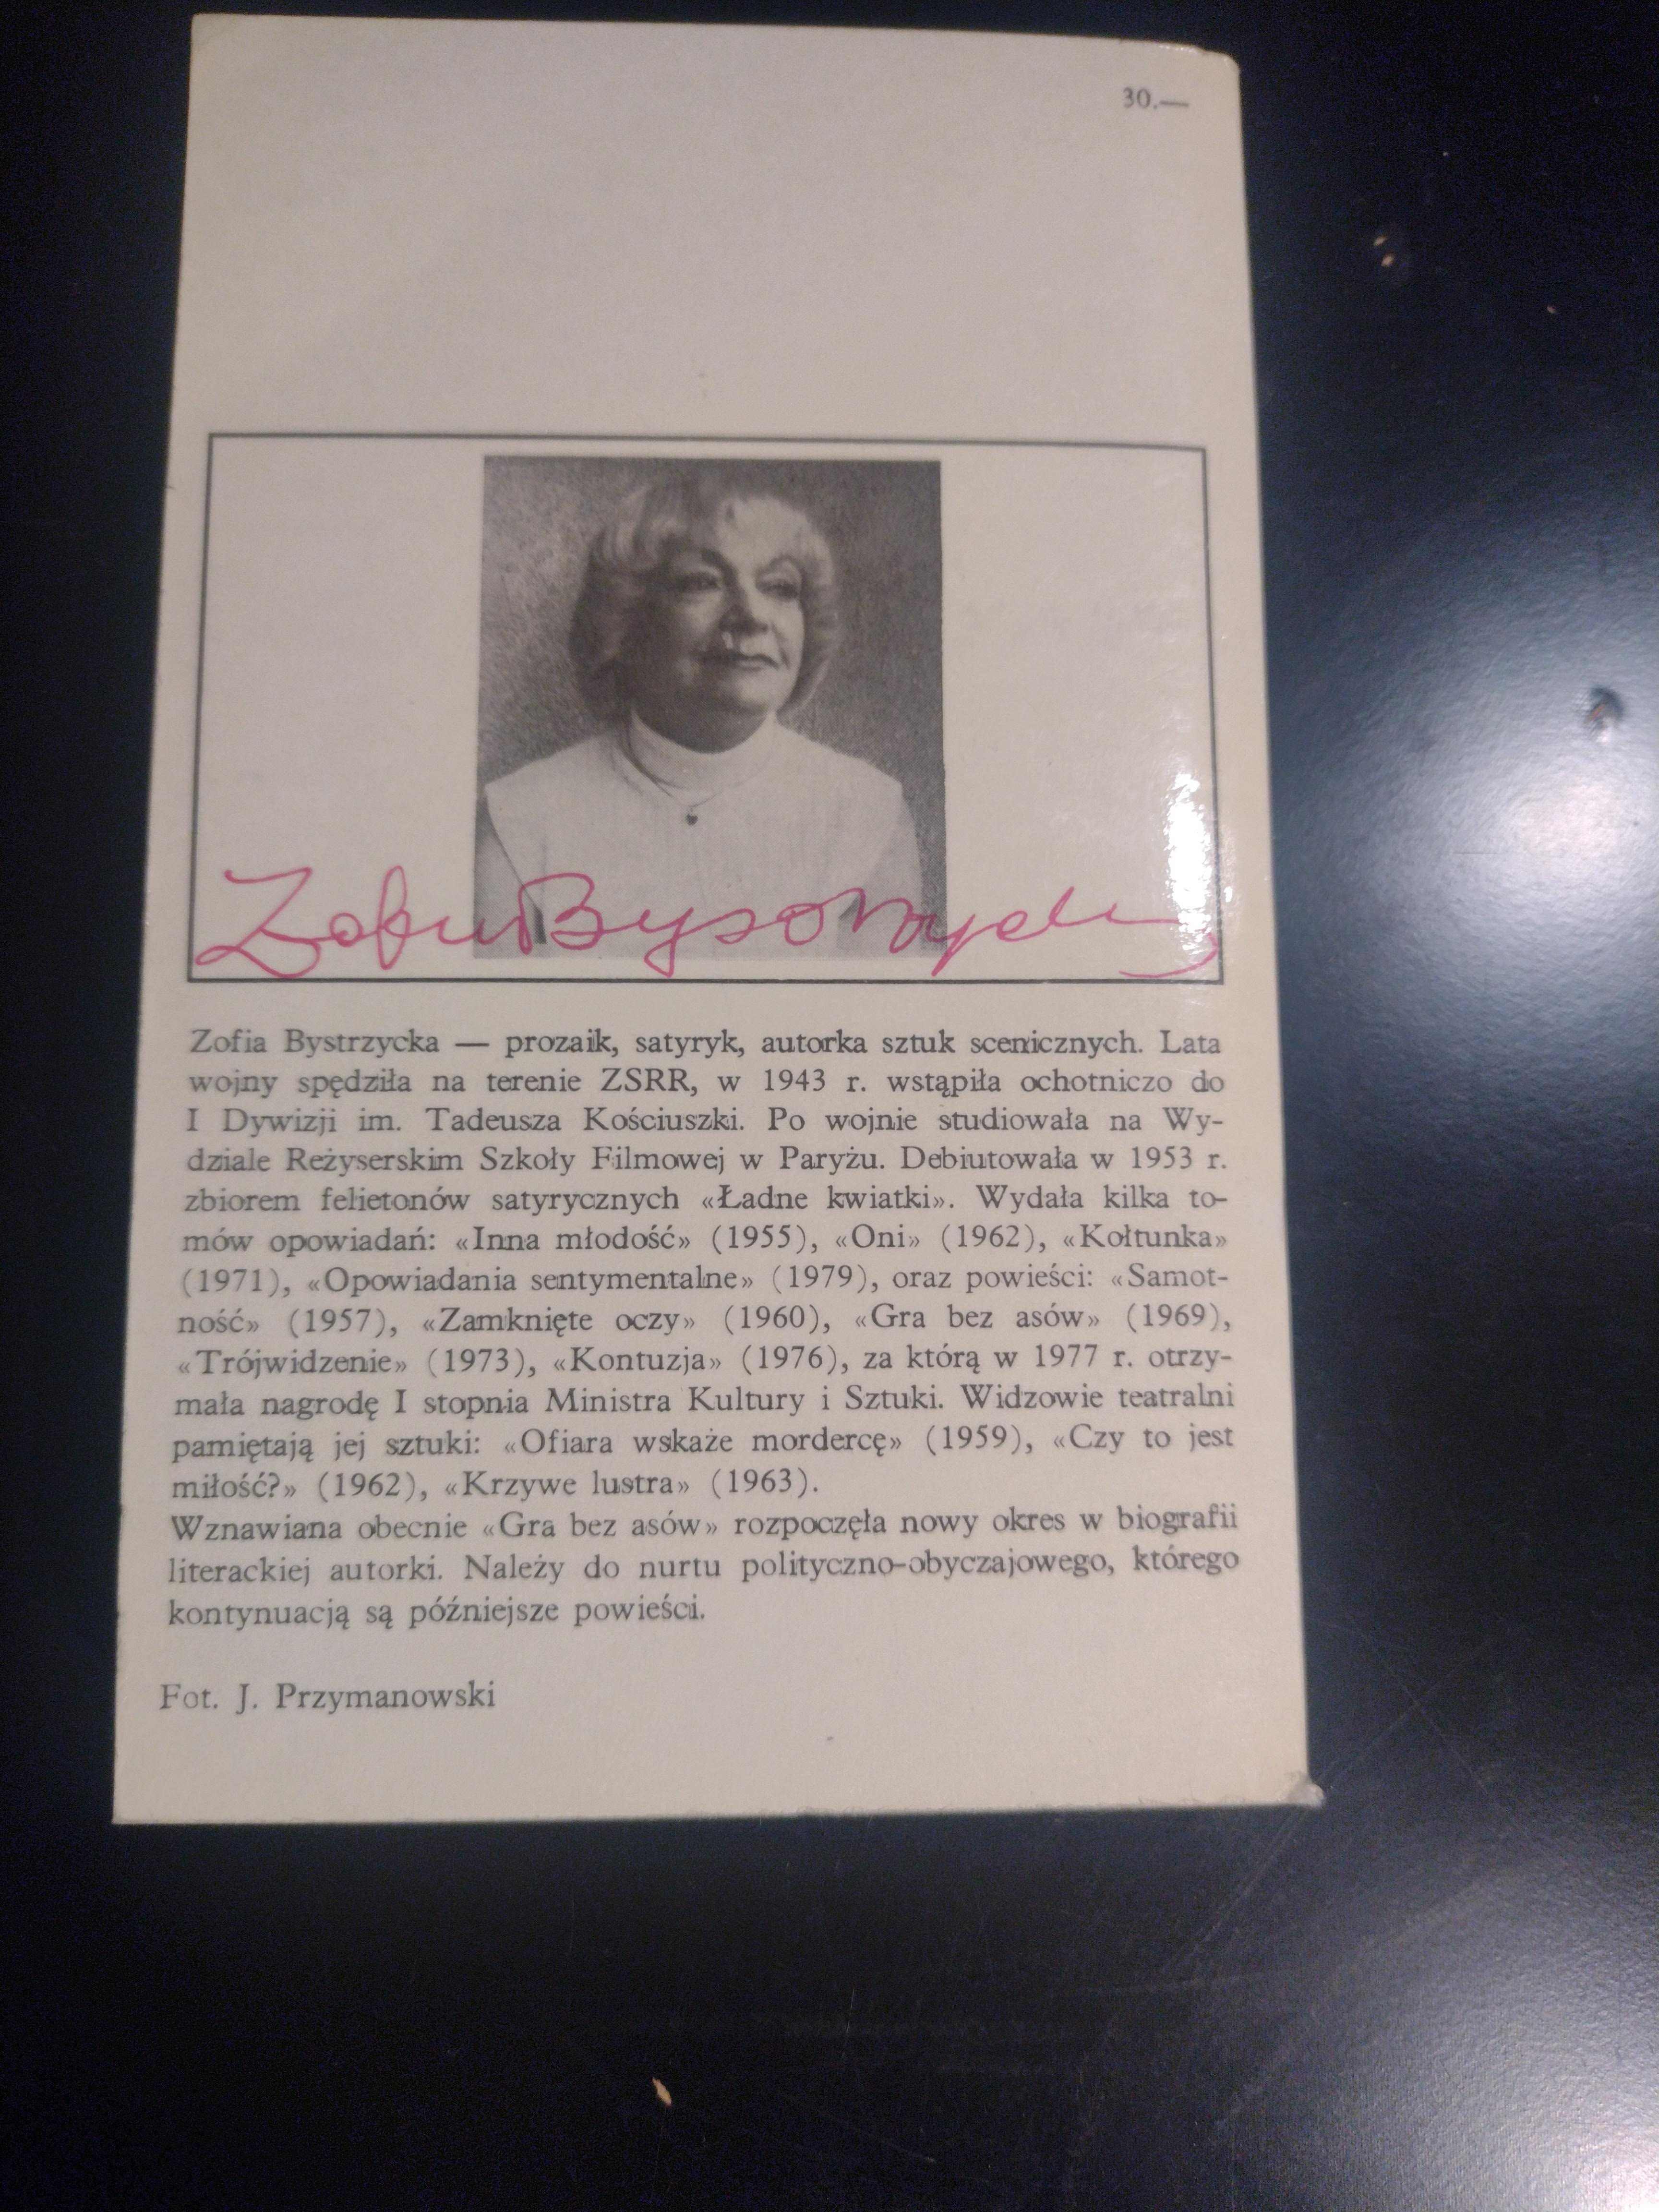 30.—
Zofia Bystrzycka
Zofia Bystrzycka — prozaik, satyryk, autorka sztuk scenicznych. Lata
wojny spędziła na terenie ZSRR, w 1943 r. wstąpiła ochotniczo do
I Dywizji im. Tadeusza Kościuszki. Po wojnie studiowała na Wy-
dziale Reżyserskim Szkoły Filmowej w Paryżu. Debiutowała w 1953 r.
zbiorem felietonów satyrycznych «Ładne kwiatki». Wydała kilka to-
mów opowiadań: «Inna młodość» (1955), «Oni» (1962), «Kołtunka»
(1971), «Opowiadania sentymentalne» (1979), oraz powieści: «Samot-
ność» (1957), «Zamknięte oczy» (1960), «Gra bez asów» (1969),
«Trójwidzenie» (1973), «Kontuzja» (1976), za którą w 1977 r. otrzy-
mała nagrodę I stopnia Ministra Kultury i Sztuki. Widzowie teatralni
pamiętają jej sztuki: «Ofiara wskaże mordercę» (1959), «Czy to jest
miłość?» (1962), «Krzywe lustra» (1963).
Wznawiana obecnie «Gra bez asów» rozpoczęła nowy okres w biografii
literackiej autorki. Należy do nurtu polityczno-obyczajowego, którego
kontynuacją są późniejsze powieści.
Fot. J. Przymanowski